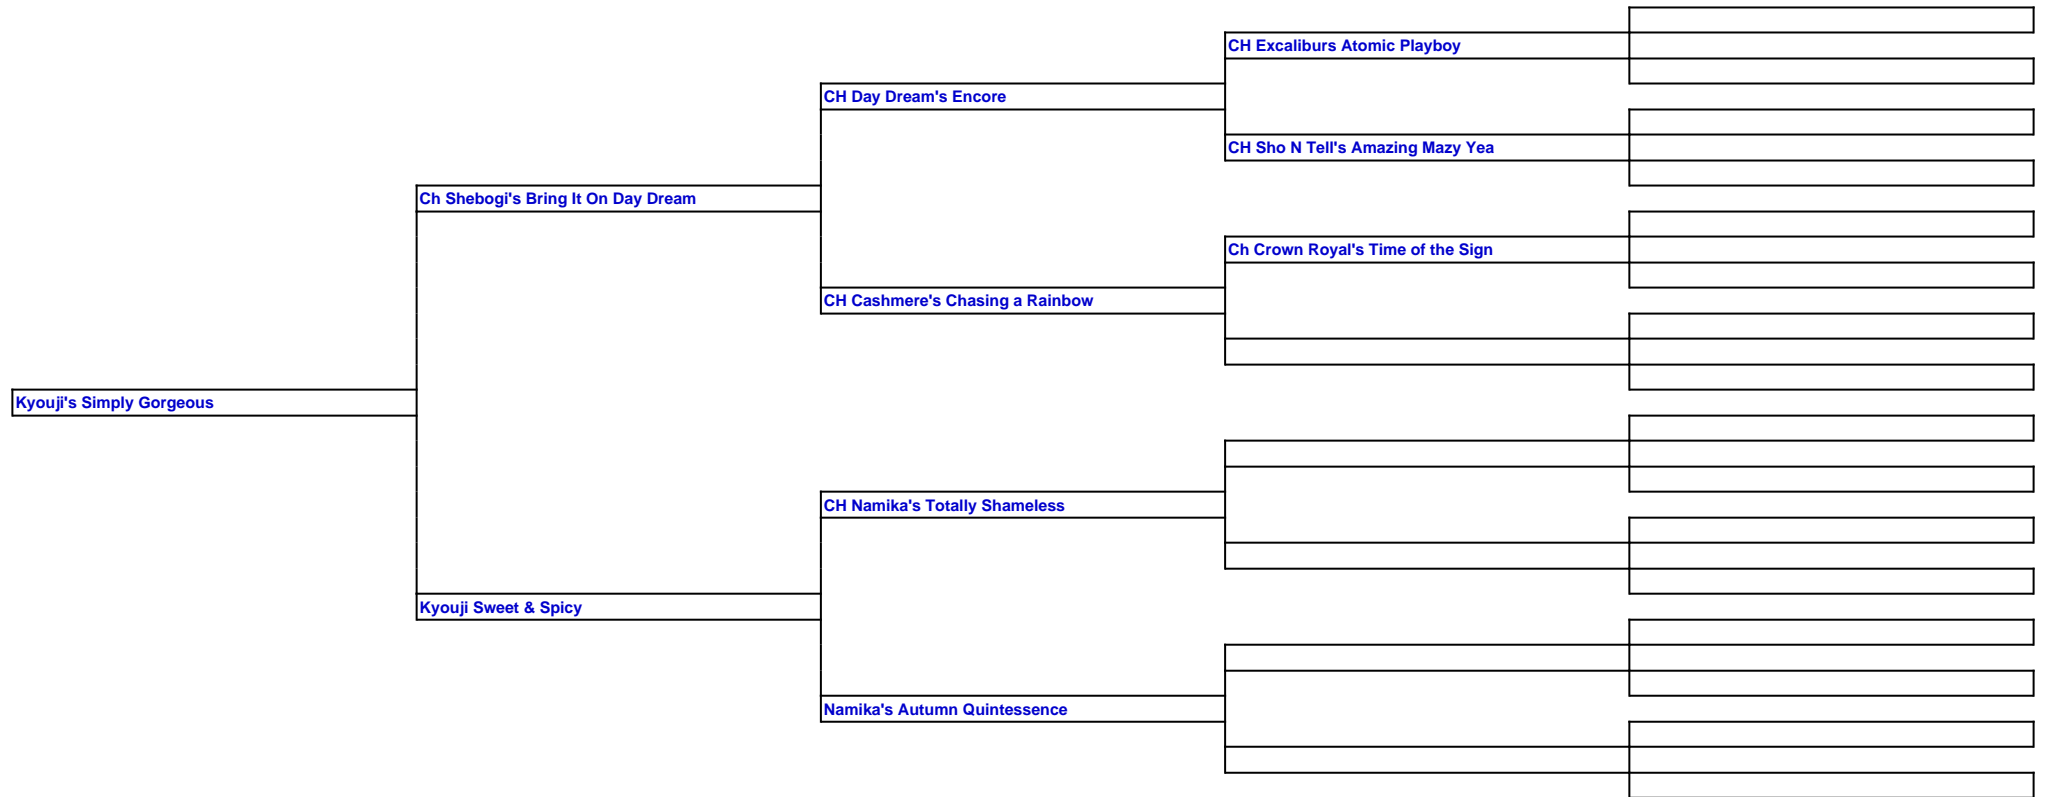 CH Excaliburs Atomic Playboy
CH Day Dream's Encore
CH Sho N Tell's Amazing Mazy Yea
Ch Shebogi's Bring It On Day Dream
Ch Crown Royal's Time of the Sign
CH Cashmere's Chasing a Rainbow
Kyouji's Simply Gorgeous
CH Namika's Totally Shameless
Kyouji Sweet & Spicy
Namika's Autumn Quintessence